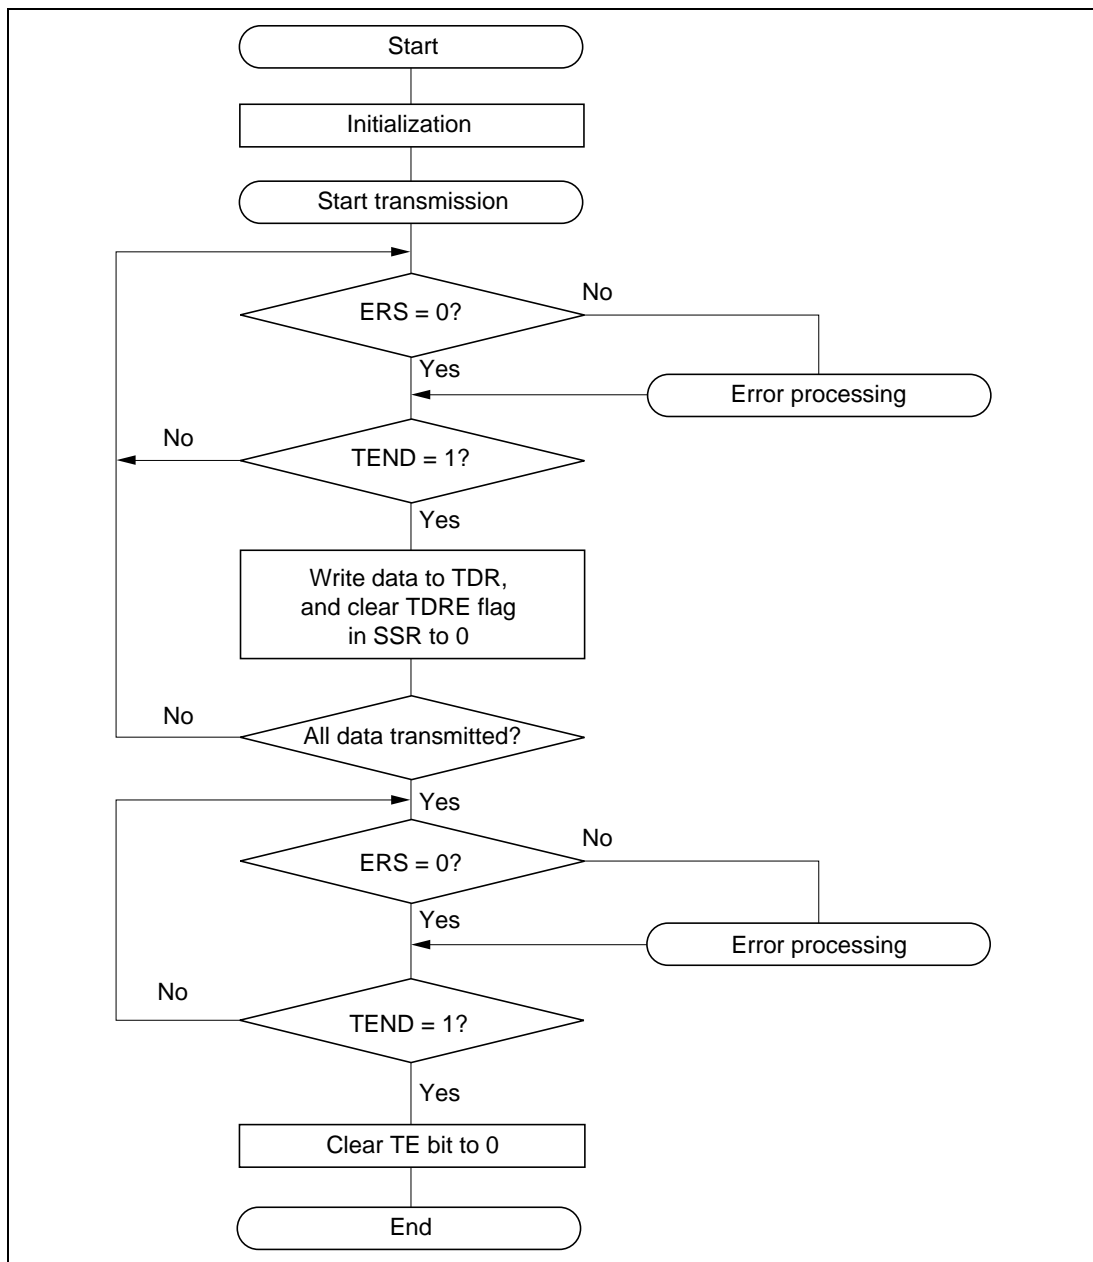 Start
Initialization
Start transmission
ERS = 0?
No
Yes
Error processing
No
TEND = 1?
Yes
Write data to TDR,
and clear TDRE flag
in SSR to 0
No
All data transmitted?
Yes
No
ERS = 0?
Yes
Error processing
No
TEND = 1?
Yes
Clear TE bit to 0
End